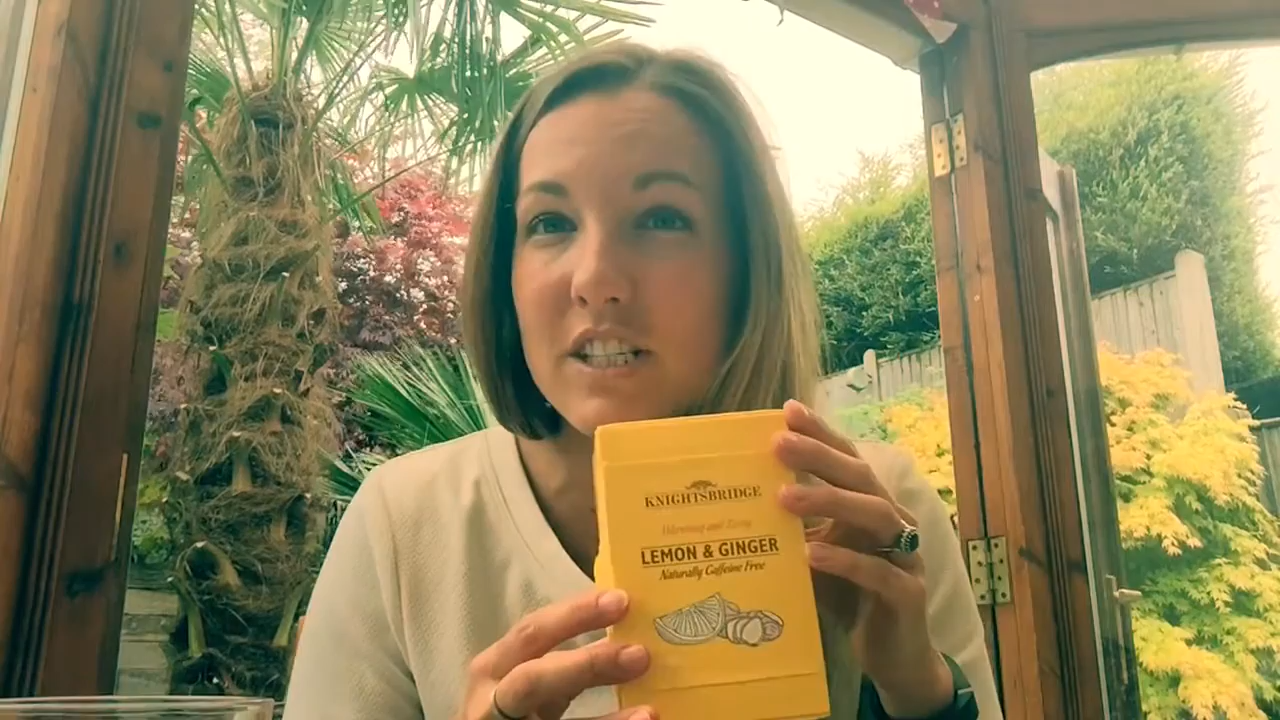 KNIGHTSBRIDGE
Warming and Zesty
LEMON & GINGER
Naturally Caffeine Free